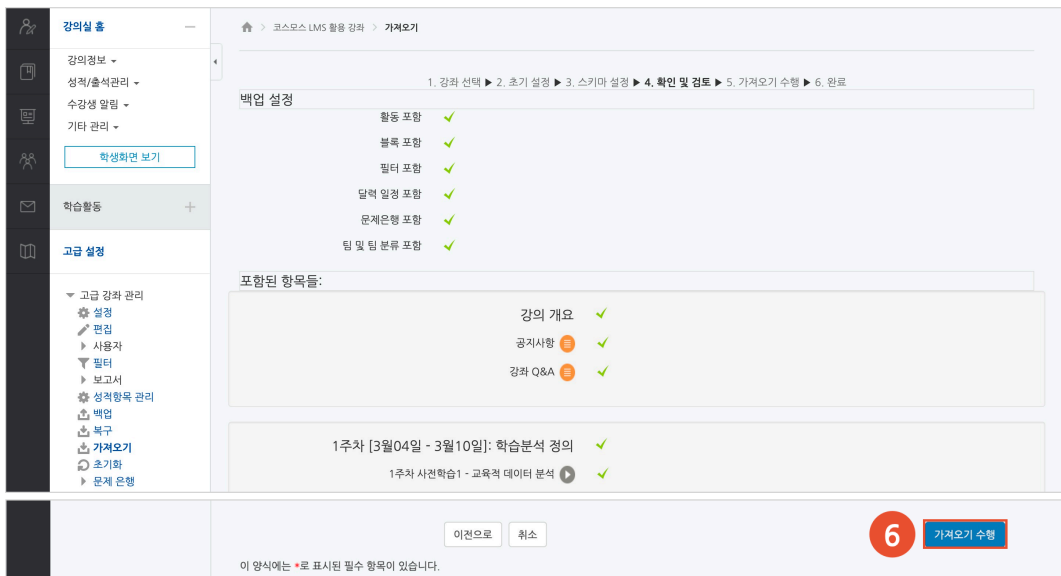 강의실 홈
강의정보
성적/출석관리
수강생 알림
기타 관리
학생화면 보기
학습활동
고급 설정
고급 강좌 관리
설정
편집
사용자
필터
보고서
성적항목 관리
백업
복구
가져오기
초기화
문제 은행
코스모스 LMS 활용 강좌 > 가져오기
1. 강좌 선택 ▶ 2. 초기 설정 ▶ 3. 스키마 설정 ▶ 4. 확인 및 검토 ▶ 5. 가져오기 수행 ▶ 6. 완료
백업 설정
활동 포함
블록 포함
필터 포함
달력 일정 포함
문제은행 포함
팀 및 팀 분류 포함
포함된 항목들:
강의 개요
공지사항
강좌 Q&A
1주차 [3월04일 - 3월10일]: 학습분석 정의
1주차 사전학습1 - 교육적 데이터 분석
이전으로 취소 6 가져오기 수행
이 양식에는 *로 표시된 필수 항목이 있습니다.